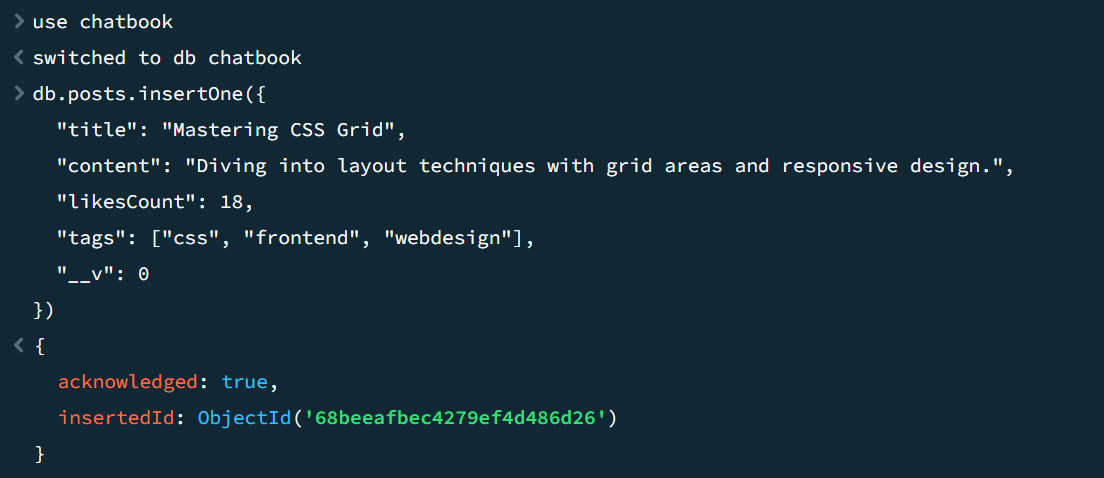 > use chatbook
< switched to db chatbook
> db.posts.insertOne({
"title": "Mastering CSS Grid",
"content": "Diving into layout techniques with grid areas and responsive design.",
"likesCount": 18,
"tags": ["css", "frontend", "webdesign"],
"__v": 0
})
< {
acknowledged: true,
insertedId: ObjectId('68beeafbec4279ef4d486d26')
}